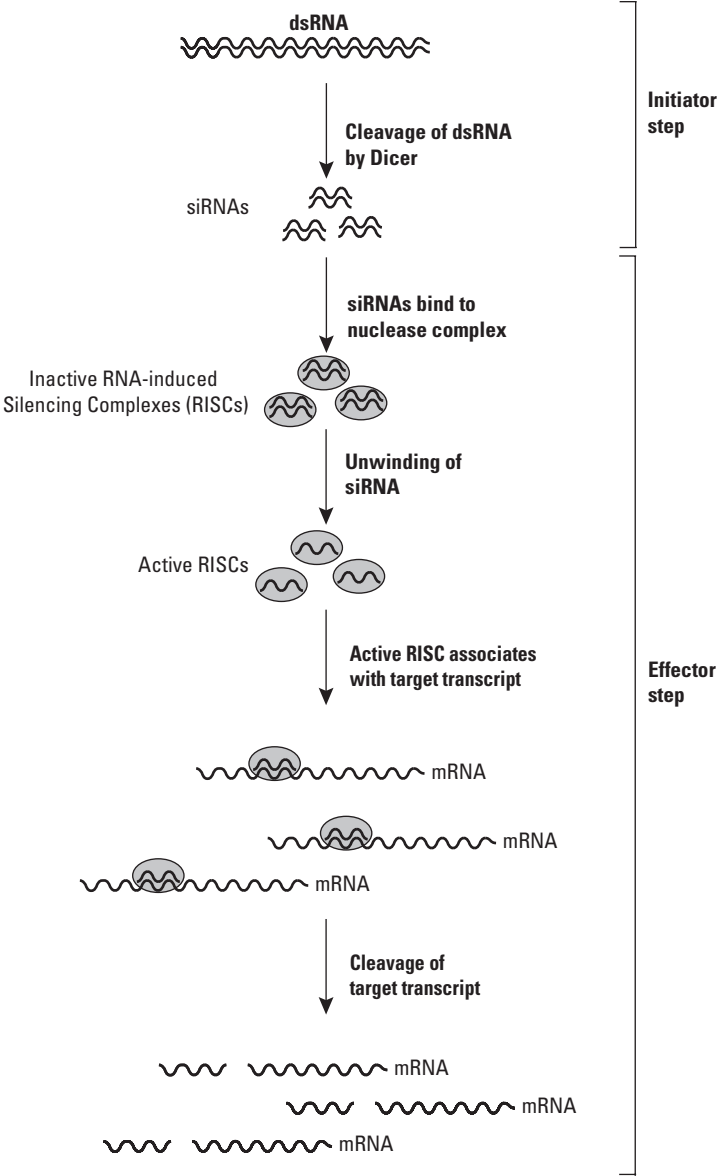 dsRNA
Initiator
step
Cleavage of dsRNA
by Dicer
siRNAs
siRNAs bind to
nuclease complex
Inactive RNA-induced
Silencing Complexes (RISCs)
Unwinding of
siRNA
Active RISCs
Active RISC associates
with target transcript
Effector
step
mRNA
mRNA
mRNA
Cleavage of
target transcript
mRNA
mRNA
mRNA